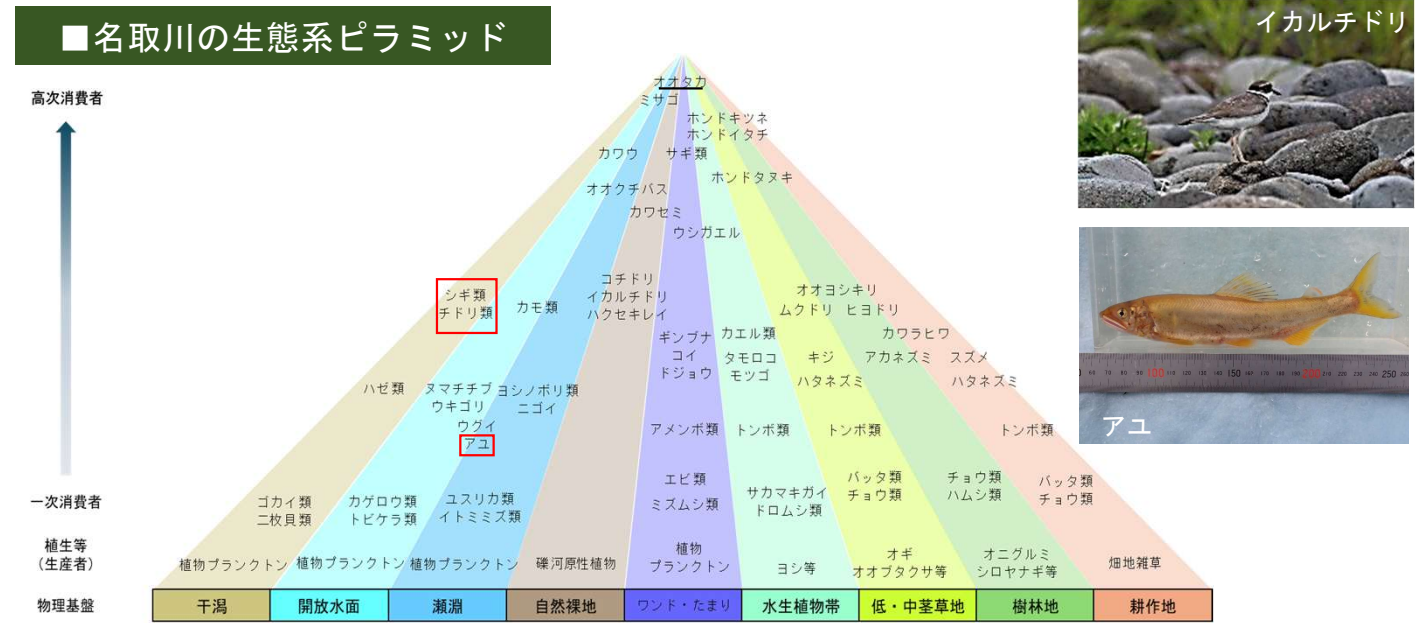 ■名取川の生態系ピラミッド
イカルチドリ
高次消費者
オオタカ
ミサゴ
ホンドキツネ
ホンドイタチ
カワウ
サギ類
ホンドタヌキ
オオクチバス
カワセミ
ウシガエル
シギ類
チドリ類
カモ類
コチドリ
イカルチドリ
ハクセキレイ
オオヨシキリ
ムクドリ ヒヨドリ
ギンブナ
コイ
ドジョウ
カエル類
タモロコ
モツゴ
キジ
ハタネズミ
カワラヒワ
アカネズミ
スズメ
ハタネズミ
ハゼ類
ヌマチチブ
ウキゴリ
ウグイ
アユ
ヨシノボリ類
ニゴイ
アメンボ類
トンボ類
トンボ類
トンボ類
アユ
一次消費者
ゴカイ類
二枚貝類
カゲロウ類
トビケラ類
ユスリカ類
イトミミズ類
エビ類
ミズムシ類
サカマキガイ
ドロムシ類
バッタ類
チョウ類
チョウ類
ハムシ類
バッタ類
チョウ類
植生等
(生産者)
植物プランクトン
植物プランクトン
植物プランクトン
礫河原性植物
植物
プランクトン
ヨシ等
オギ
オオブタクサ等
オニグルミ
シロヤナギ等
畑地雑草
物理基盤
干潟
開放水面
瀬淵
自然裸地
ワンド・たまり
水生植物帯
低・中茎草地
樹林地
耕作地
100
150
200
250